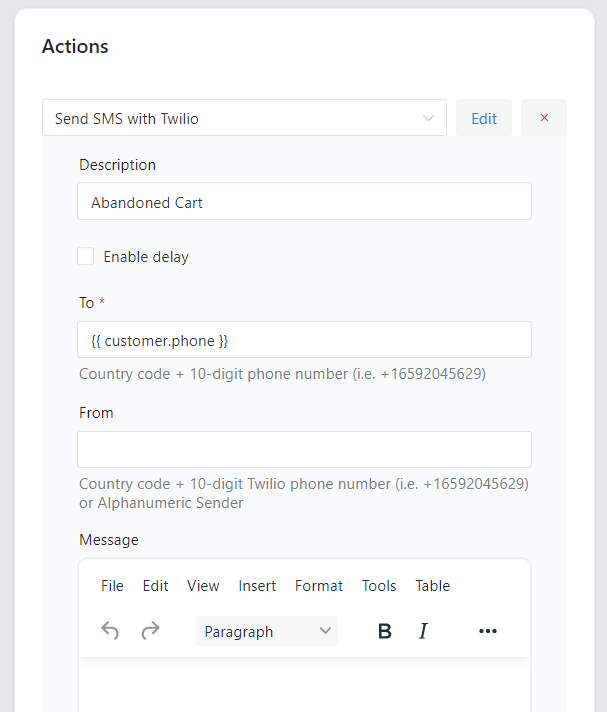 Actions
Send SMS with Twilio
Edit
×
Description
Abandoned Cart
Enable delay
To *
{{ customer.phone }}
Country code + 10-digit phone number (i.e. +16592045629)
From
Country code + 10-digit Twilio phone number (i.e. +16592045629)
or Alphanumeric Sender
Message
File Edit View Insert Format Tools Table
Paragraph B I •••